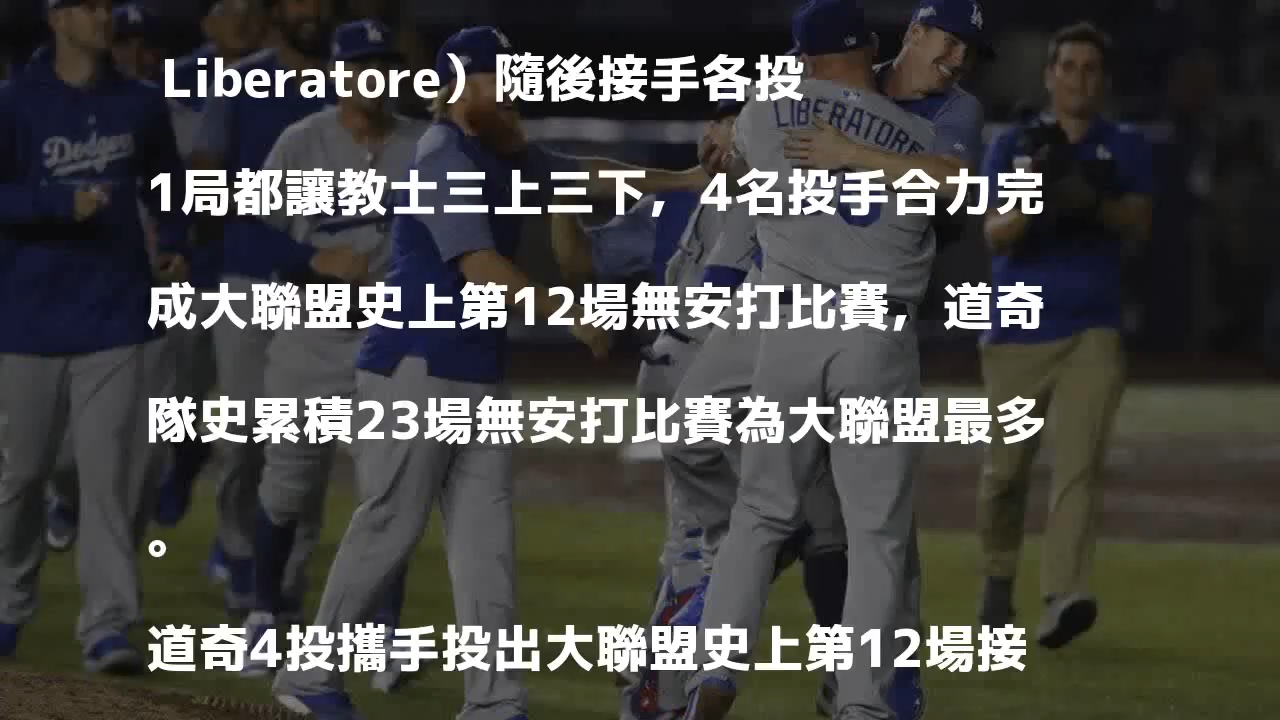 Liberatore）隨後接手各投
1局都讓教士三上三下，4名投手合力完
成大聯盟史上第12場無安打比賽，道奇
隊史累積23場無安打比賽為大聯盟最多
。
道奇4投攜手投出大聯盟史上第12場接
Dodgers
LIBERATORE